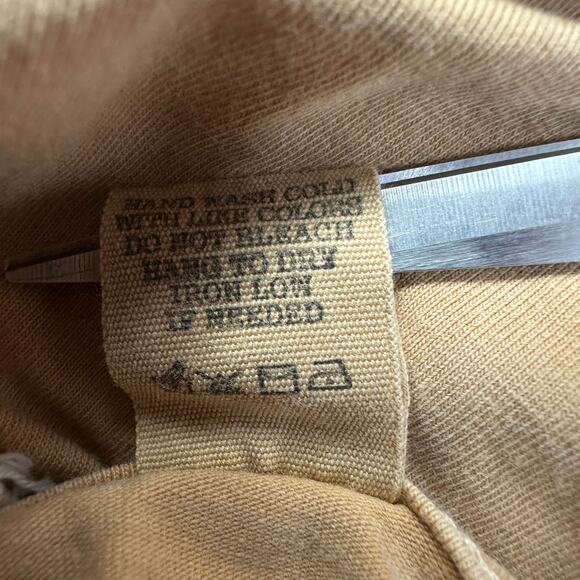 HAND WASH COLD
WITH LIKE COLORS
DO NOT BLEACH
HANG TO DRY
IRON LOW
IF NEEDED